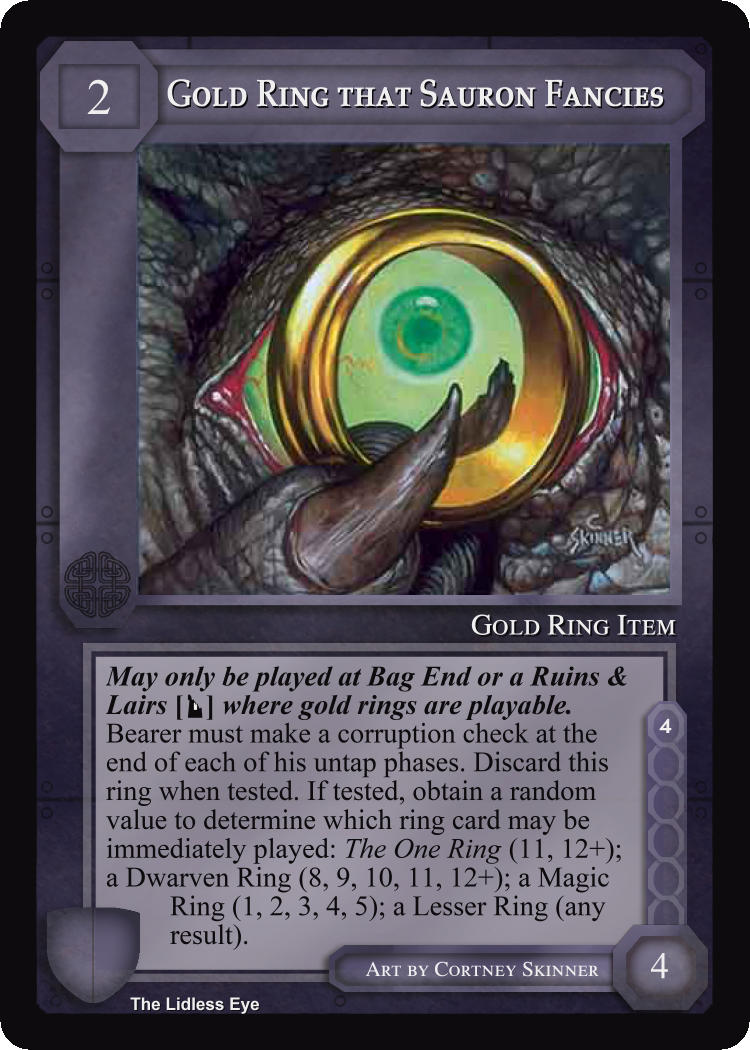 2
Gold Ring that Sauron Fancies
C
SKINNER
Gold Ring Item
May only be played at Bag End or a Ruins &
Lairs [] where gold rings are playable.
4
Bearer must make a corruption check at the
end of each of his untap phases. Discard this
ring when tested. If tested, obtain a random
value to determine which ring card may be
immediately played: The One Ring (11, 12+);
a Dwarven Ring (8, 9, 10, 11, 12+); a Magic
Ring (1, 2, 3, 4, 5); a Lesser Ring (any
result).
Art by Cortney Skinner
4
The Lidless Eye